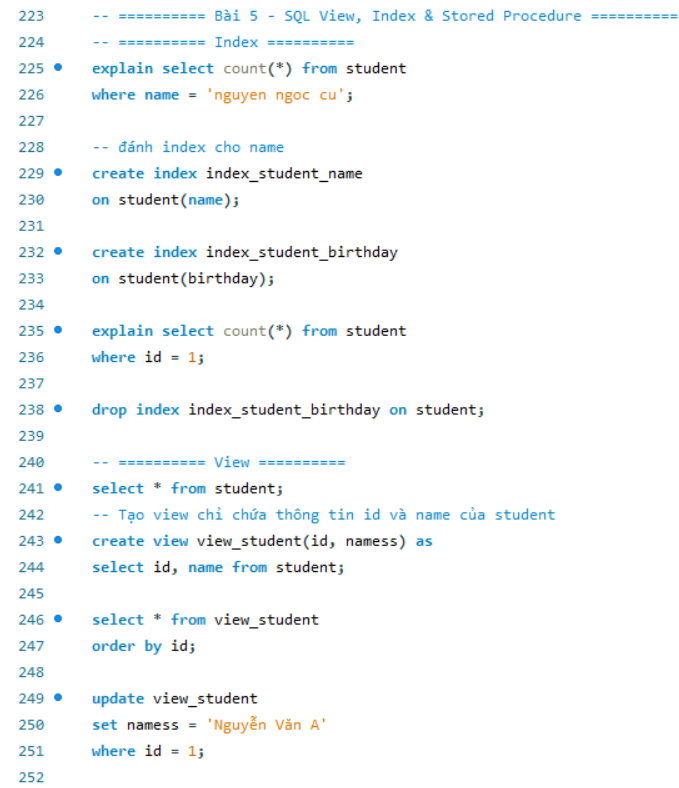 223 -- ========== Bài 5 - SQL View, Index & Stored Procedure ==========
224 -- ========== Index ==========
225 explain select count(*) from student
226 where name = 'nguyen ngoc cu';
227
228 -- đánh index cho name
229 create index index_student_name
230 on student(name);
231
232 create index index_student_birthday
233 on student(birthday);
234
235 explain select count(*) from student
236 where id = 1;
237
238 drop index index_student_birthday on student;
239
240 -- ========== View ==========
241 select * from student;
242 -- Tạo view chỉ chứa thông tin id và name của student
243 create view view_student(id, namess) as
244 select id, name from student;
245
246 select * from view_student
247 order by id;
248
249 update view_student
250 set namess = 'Nguyễn Văn A'
251 where id = 1;
252